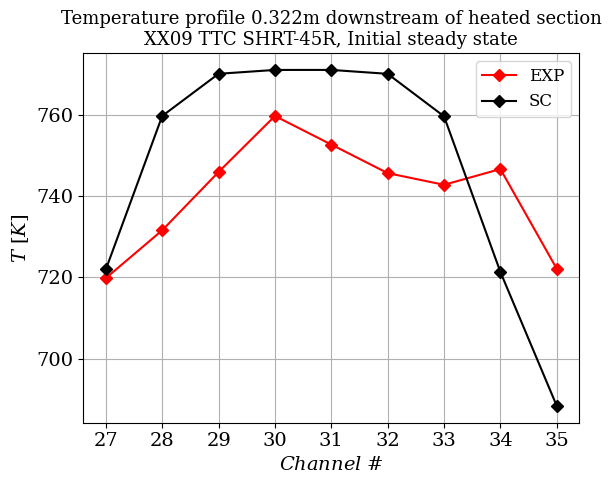 Temperature profile 0.322m downstream of heated section
XX09 TTC SHRT-45R, Initial steady state
EXP
SC
760
740
720
700
T [K]
27 28 29 30 31 32 33 34 35
Channel #